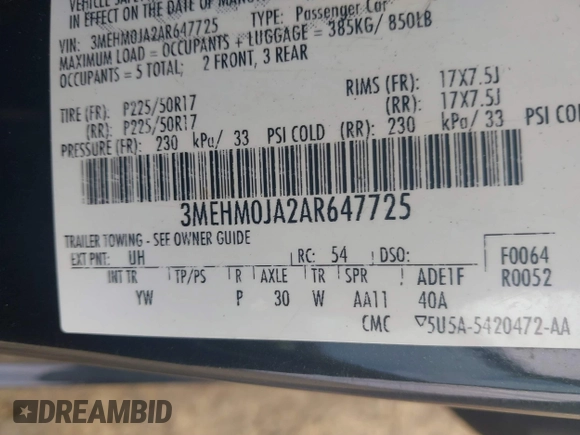 VEHICLE
IN EFFECT ON THE DATE OF
VIN: 3MEHM0JA2AR647725 TYPE: Passenger Car
MAXIMUM LOAD = OCCUPANTS + LUGGAGE = 385KG/ 850LB
OCCUPANTS = 5 TOTAL; 2 FRONT, 3 REAR
RIMS (FR): 17X7.5J
TIRE (FR): P225/50R17 (RR): 17X7.5J
(RR): P225/50R17
PRESSURE (FR): 230 kPa/ 33 PSI COLD (RR): 230 kPa/ 33 PSI
3MEHM0JA2AR647725
TRAILER TOWING - SEE OWNER GUIDE
EXT PNT: UH RC: 54 DSO: F0064
INT TR TP/PS R AXLE TR SPR ADE1F R0052
YW P 30 W AA11 40A
CMC 5U5A-5420472-AA
DREAMBID